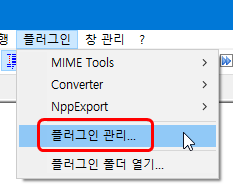 행 플러그인 창 관리 ?
MIME Tools
Converter
NppExport
플러그인 관리...
플러그인 폴더 열기...